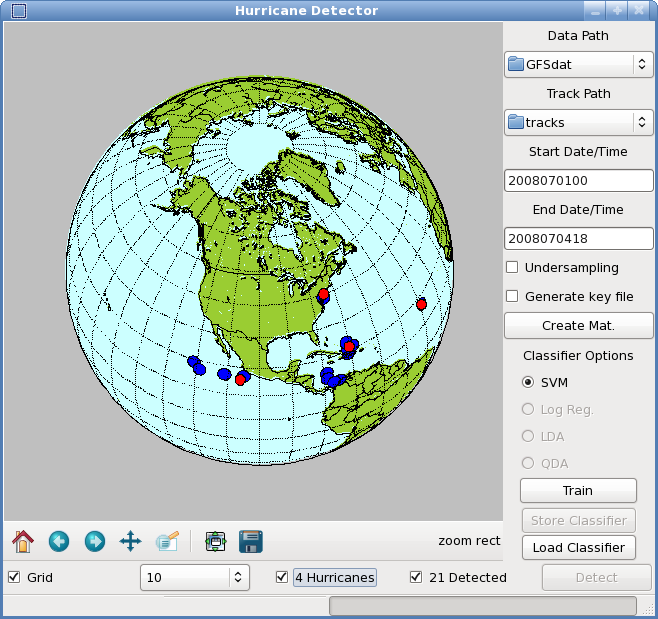 Hurricane Detector
Data Path
GFSdat
Track Path
tracks
Start Date/Time
2008070100
End Date/Time
2008070418
Undersampling
Generate key file
Create Mat.
Classifier Options
SVM
Log Reg.
LDA
QDA
Train
Store Classifier
zoom rect
Load Classifier
Grid
10
4 Hurricanes
21 Detected
Detect